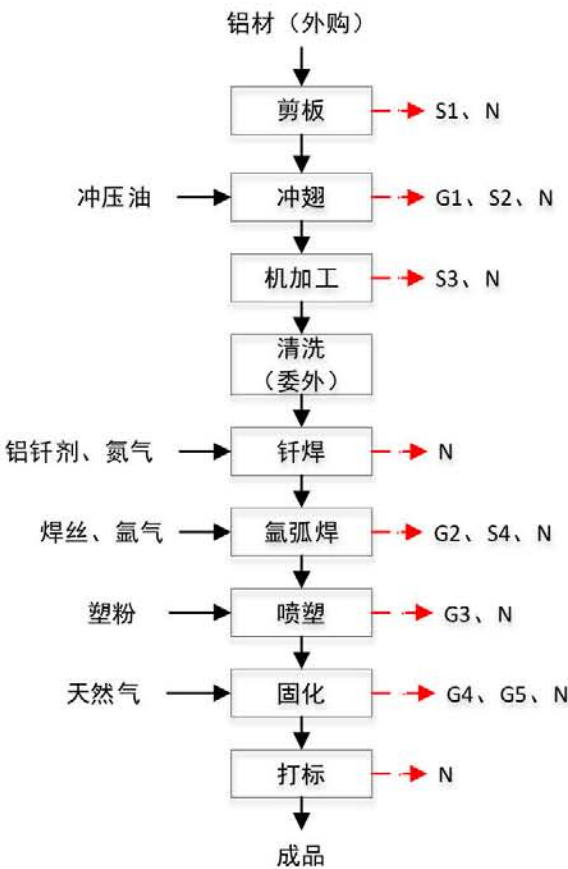 铝材（外购）
剪板
S1、N
冲压油
冲翅
G1、S2、N
机加工
S3、N
清洗
（委外）
铝钎剂、氮气
钎焊
N
焊丝、氩气
氩弧焊
G2、S4、N
塑粉
喷塑
G3、N
天然气
固化
G4、G5、N
打标
N
成品